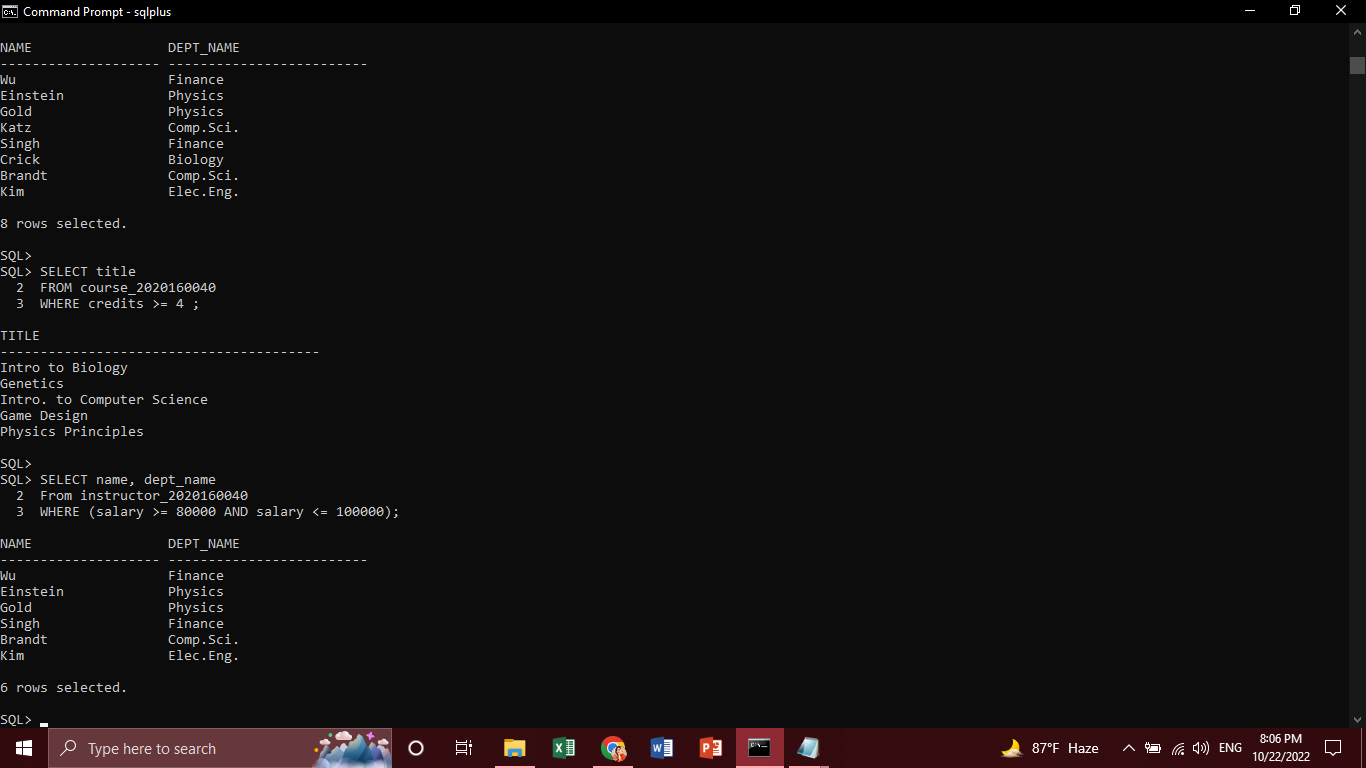 Command Prompt - sqlplus
NAME                 DEPT_NAME
-------------------- -------------------------
Wu                   Finance
Einstein             Physics
Gold                 Physics
Katz                 Comp.Sci.
Singh                Finance
Crick                Biology
Brandt               Comp.Sci.
Kim                  Elec.Eng.
8 rows selected.
SQL>
SQL> SELECT title
  2  FROM course_2020160040
  3  WHERE credits >= 4 ;
TITLE
----------------------------------------
Intro to Biology
Genetics
Intro. to Computer Science
Game Design
Physics Principles
SQL>
SQL> SELECT name, dept_name
  2  From instructor_2020160040
  3  WHERE (salary >= 80000 AND salary <= 100000);
NAME                 DEPT_NAME
-------------------- -------------------------
Wu                   Finance
Einstein             Physics
Gold                 Physics
Singh                Finance
Brandt               Comp.Sci.
Kim                  Elec.Eng.
6 rows selected.
SQL>
Type here to search
87°F Haze
ENG
8:06 PM
10/22/2022